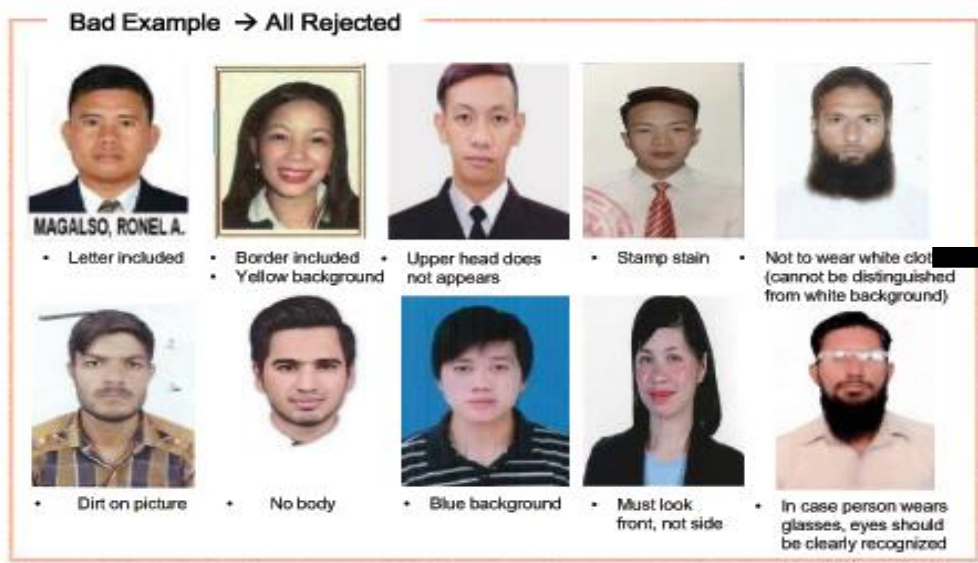 Bad Example → All Rejected
MAGALSO, RONEL A.
• Letter included
• Border included
• Yellow background
• Upper head does
not appears
• Stamp stain
• Not to wear white
(cannot be distinguished
from white background)
• Dirt on picture
• No body
• Blue background
• Must look
front, not side
• In case person wears
glasses, eyes should
be clearly recognized